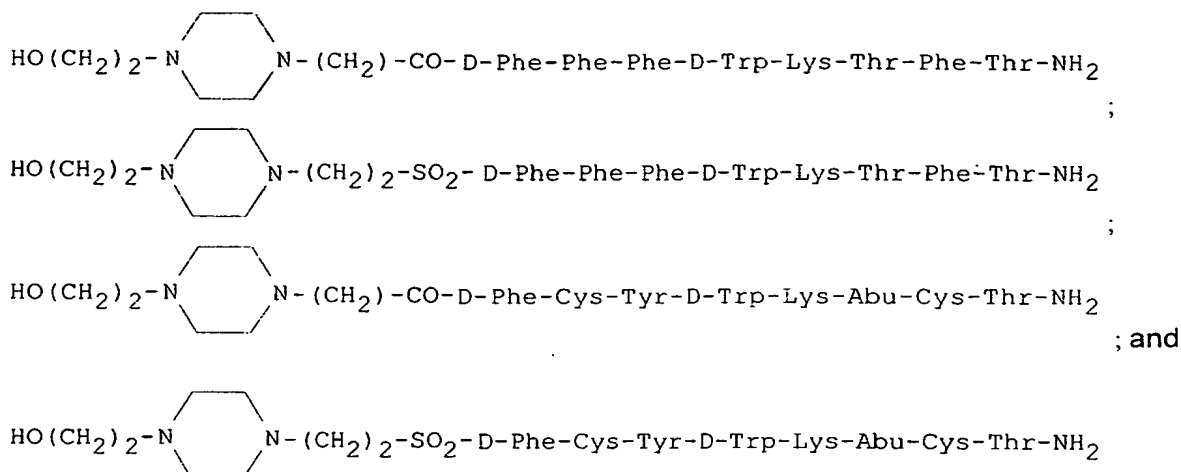 HO(CH2)2-N N-(CH2)-CO-D-Phe-Phe-Phe-D-Trp-Lys-Thr-Phe-Thr-NH2 ;
HO(CH2)2-N N-(CH2)2-SO2-D-Phe-Phe-Phe-D-Trp-Lys-Thr-Phe-Thr-NH2 ;
HO(CH2)2-N N-(CH2)-CO-D-Phe-Cys-Tyr-D-Trp-Lys-Abu-Cys-Thr-NH2 ; and
HO(CH2)2-N N-(CH2)2-SO2-D-Phe-Cys-Tyr-D-Trp-Lys-Abu-Cys-Thr-NH2